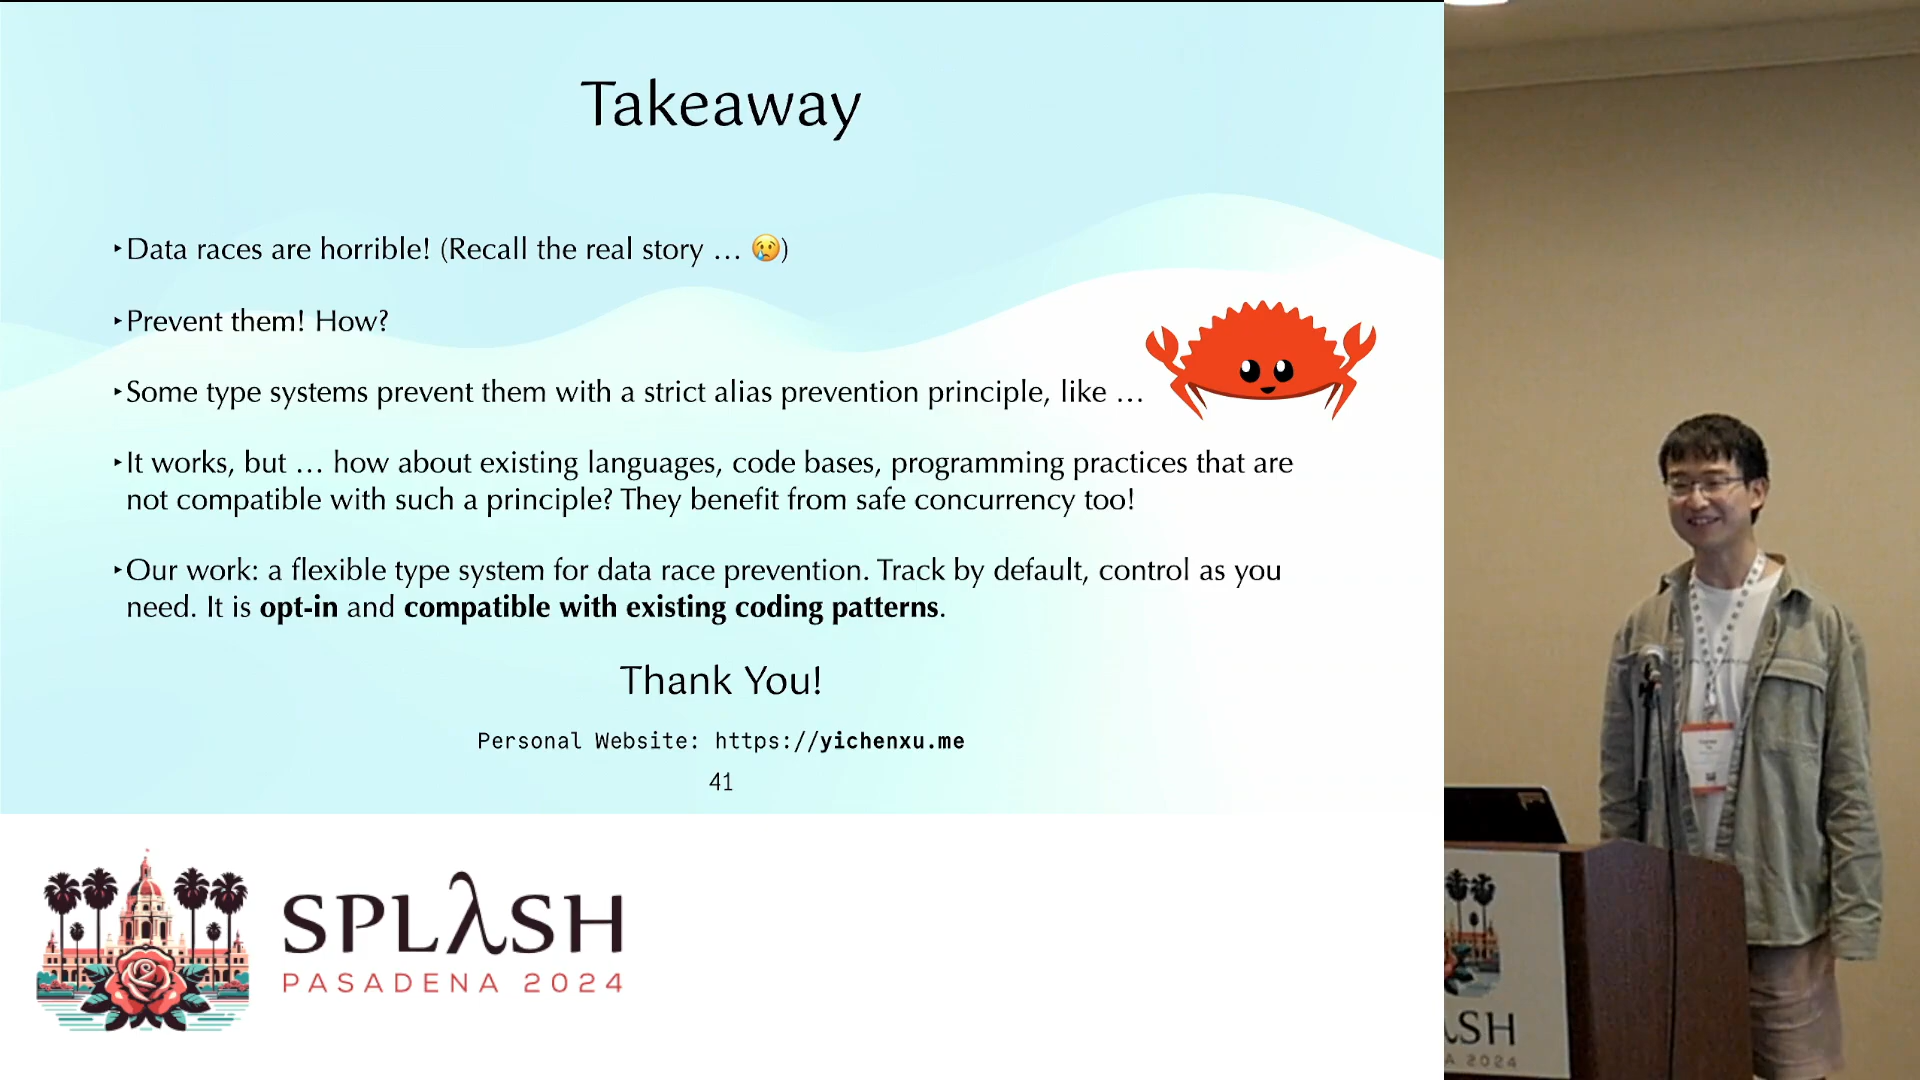 Takeaway
‣Data races are horrible! (Recall the real story … 😢)
‣Prevent them! How?
‣Some type systems prevent them with a strict alias prevention principle, like …
‣It works, but … how about existing languages, code bases, programming practices that are
not compatible with such a principle? They benefit from safe concurrency too!
‣Our work: a flexible type system for data race prevention. Track by default, control as you
need. It is opt-in and compatible with existing coding patterns.
Thank You!
Personal Website: https://yichenxu.me
41
SPLλSH
PASADENA 2024
λSH
A 2024